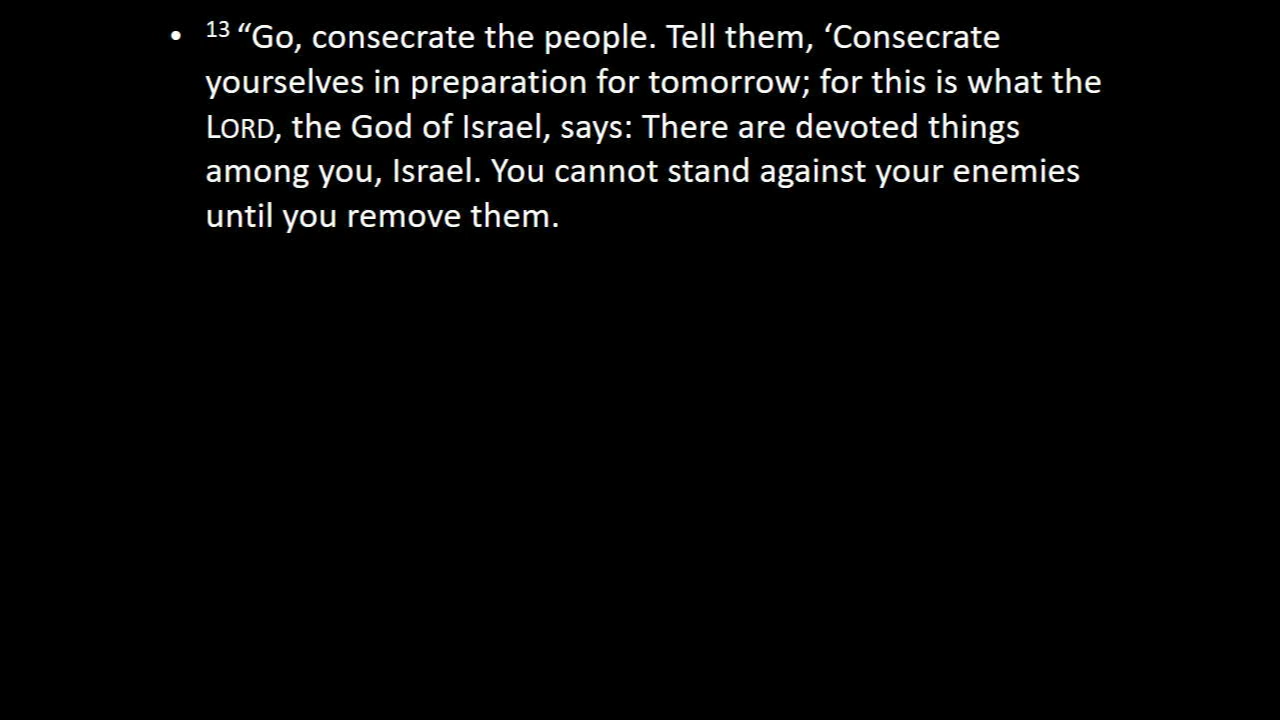 • 13 “Go, consecrate the people. Tell them, ‘Consecrate
yourselves in preparation for tomorrow; for this is what the
LORD, the God of Israel, says: There are devoted things
among you, Israel. You cannot stand against your enemies
until you remove them.